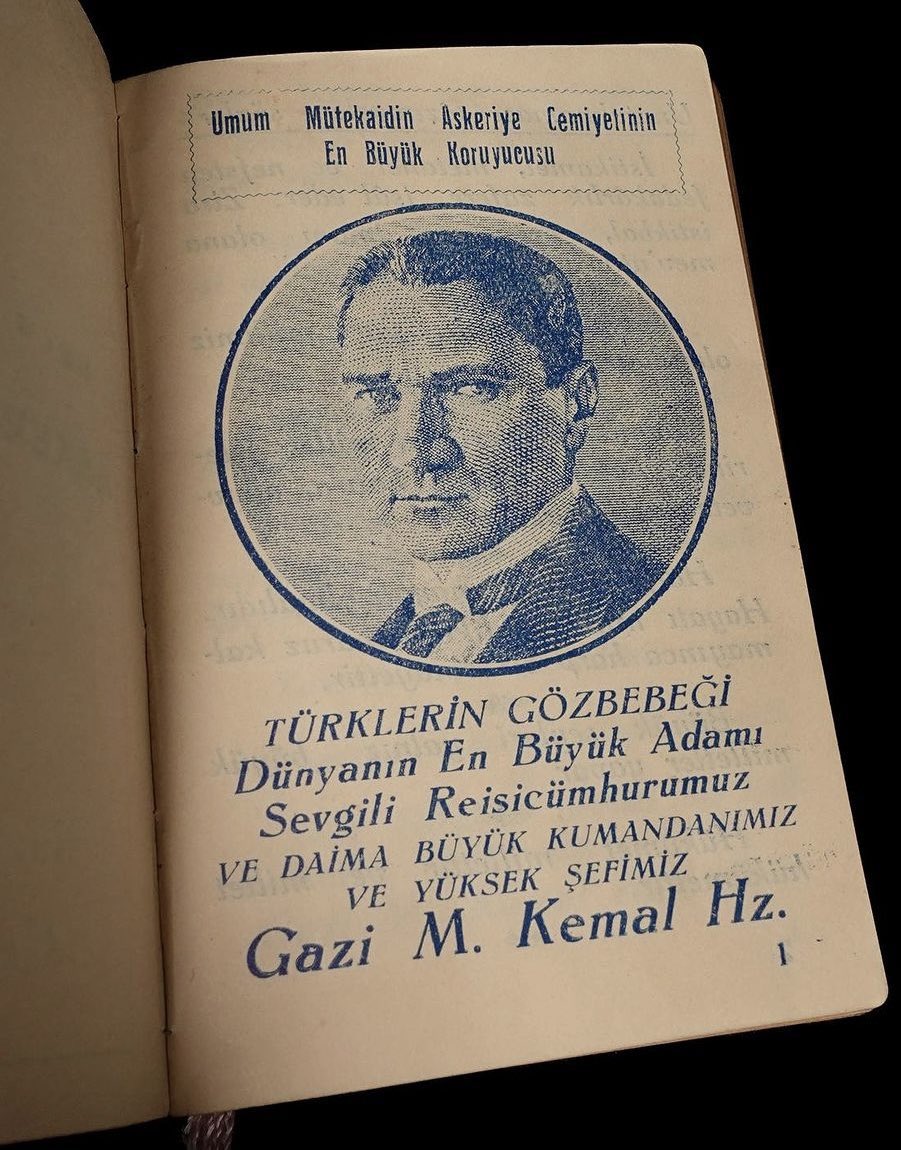 Umum Mütekaidin Askeriye Cemiyetinin
En Büyük Koruyucusu
TÜRKLERİN GÖZBEBEĞİ
Dünyanın En Büyük Adamı
Sevgili Reisicümhurumuz
VE DAİMA BÜYÜK KUMANDANIMIZ
VE YÜKSEK ŞEFİMİZ
Gazi M. Kemal Hz.
1